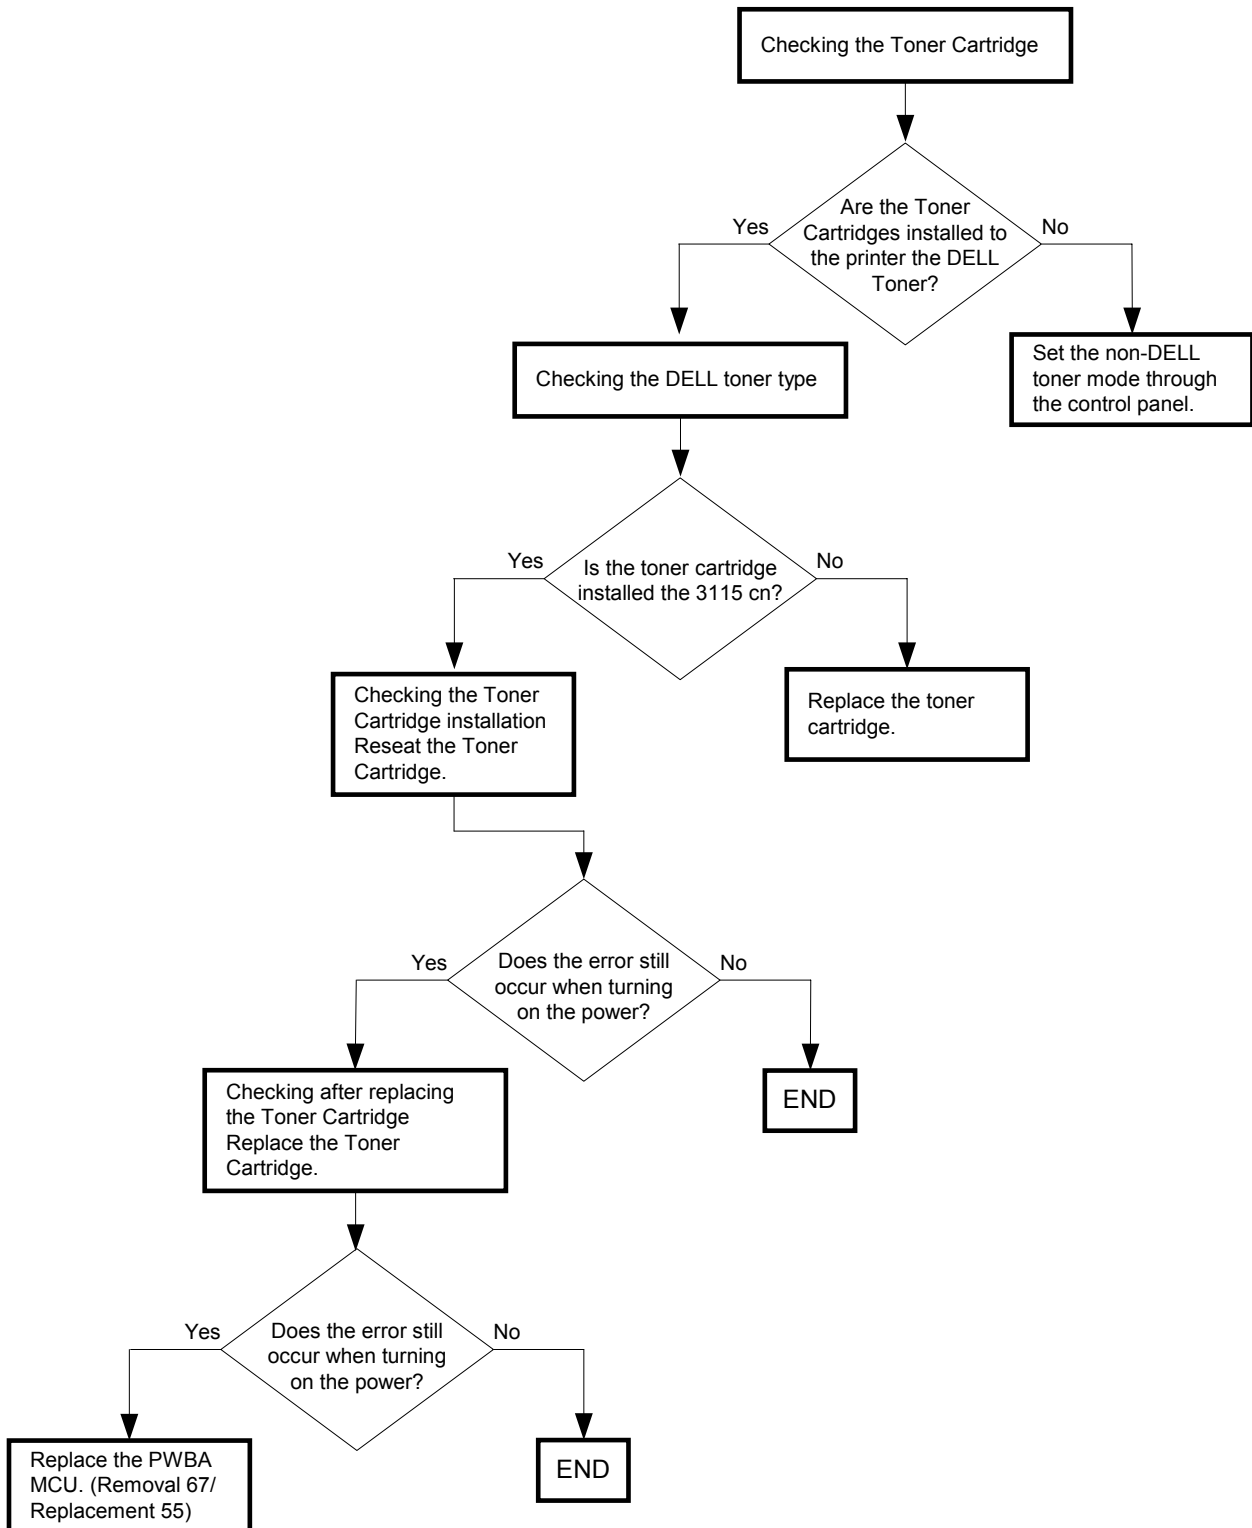 Checking the Toner Cartridge
Are the Toner
Cartridges installed to
the printer the DELL
Toner?
Yes
No
Checking the DELL toner type
Set the non-DELL
toner mode through
the control panel.
Is the toner cartridge
installed the 3115 cn?
Yes
No
Checking the Toner
Cartridge installation
Reseat the Toner
Cartridge.
Replace the toner
cartridge.
Does the error still
occur when turning
on the power?
Yes
No
Checking after replacing
the Toner Cartridge
Replace the Toner
Cartridge.
END
Does the error still
occur when turning
on the power?
Yes
No
Replace the PWBA
MCU. (Removal 67/
Replacement 55)
END